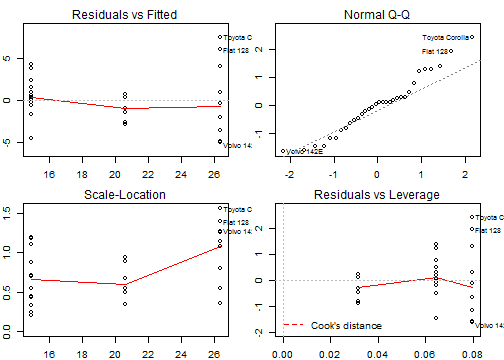 Residuals vs Fitted
5
0
-5
Toyota C
Fiat 128
Volvo 142
16 18 20 22 24 26
Normal Q-Q
2
1
0
-1
Toyota Corolla
Fiat 128
Volvo 142E
-2 -1 0 1 2
Scale-Location
1.5
1.0
0.5
0.0
Toyota C
Fiat 128
Volvo 142
16 18 20 22 24 26
Residuals vs Leverage
2
1
0
-1
-2
Toyota C
Fiat 128
Volvo 142
Cook's distance
0.00 0.02 0.04 0.06 0.08